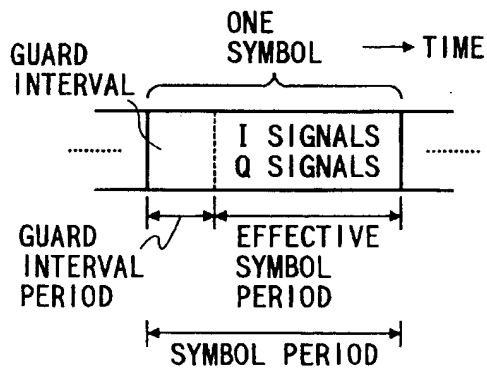 ONE
SYMBOL
TIME
GUARD
INTERVAL
I SIGNALS
Q SIGNALS
GUARD
INTERVAL
PERIOD
EFFECTIVE
SYMBOL
PERIOD
SYMBOL PERIOD